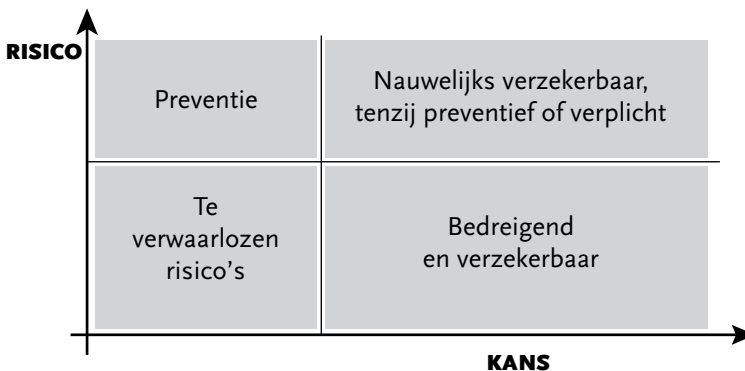 RISICO
Preventie
Nauwelijks verzekerbaar,
tenzij preventief of verplicht
Te
verwaarlozen
risico’s
Bedreigend
en verzekerbaar
KANS